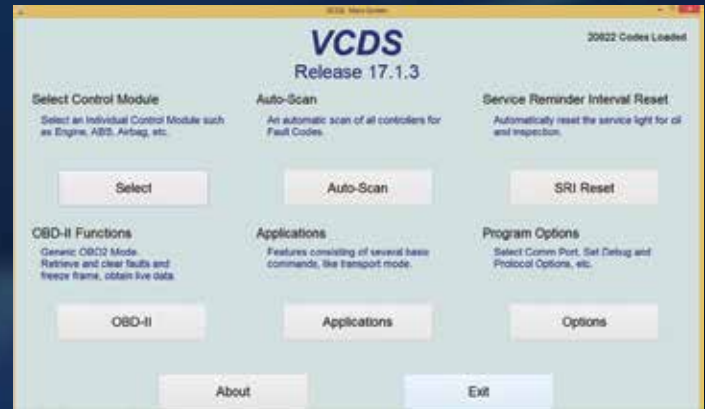 VCDS Main Screen
VCDS
Release 17.1.3
20822 Codes Loaded
Select Control Module
Select an Individual Control Module such
as Engine, ABS, Airbag, etc.
Select
Auto-Scan
An automatic scan of all controllers for
Fault Codes.
Auto-Scan
Service Reminder Interval Reset
Automatically reset the service light for oil
and inspection.
SRI Reset
OBD-II Functions
Generic OBD2 Mode.
Retrieve and clear faults and
freeze frame, obtain live data.
OBD-II
Applications
Features consisting of several basic
commands, like transport mode.
Applications
Program Options
Select Comm Port, Set Debug and
Protocol Options, etc.
Options
About
Exit